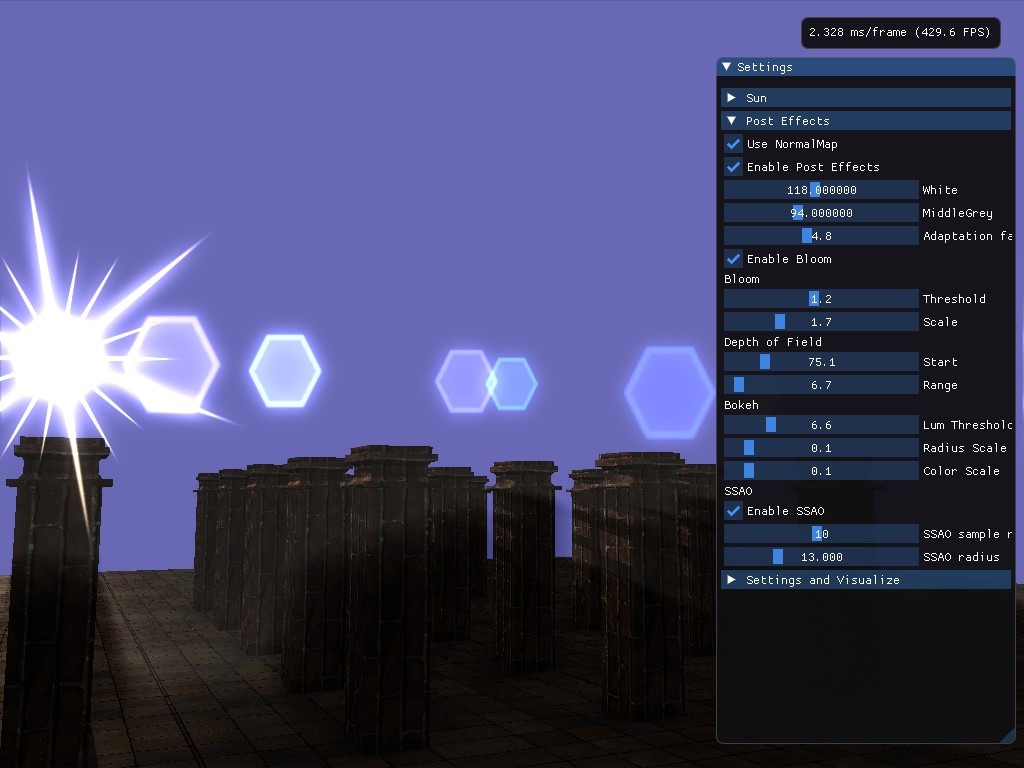 2.328 ms/frame (429.6 FPS)
Settings
Sun
Post Effects
Use NormalMap
Enable Post Effects
118.000000 White
94.000000 MiddleGrey
4.8 Adaptation fa
Enable Bloom
Bloom
1.2 Threshold
1.7 Scale
Depth of Field
75.1 Start
6.7 Range
Bokeh
6.6 Lum Threshold
0.1 Radius Scale
0.1 Color Scale
SSAO
Enable SSAO
10 SSAO sample r
13.000 SSAO radius
Settings and Visualize